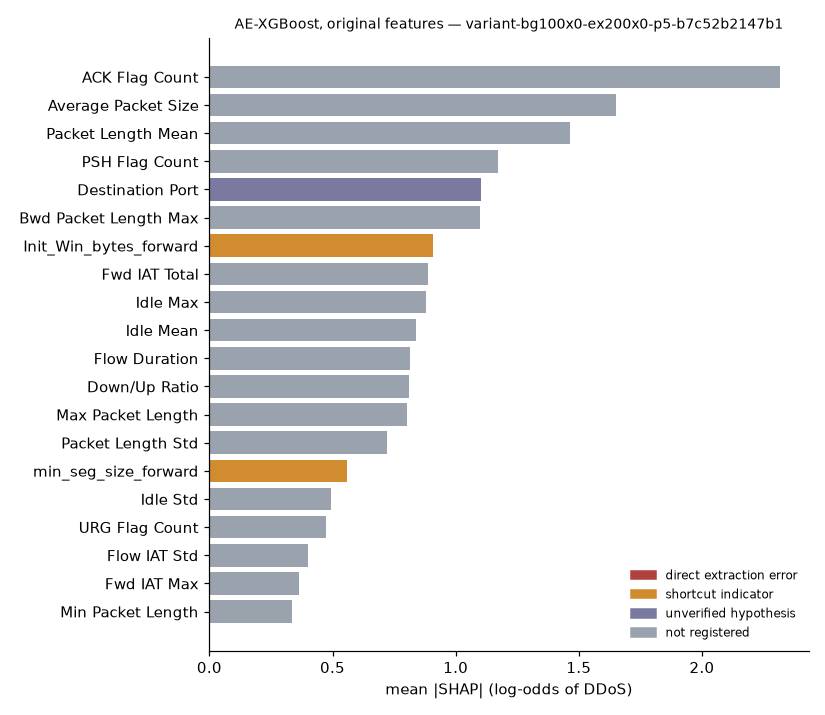 AE-XGBoost, original features — variant-bg100x0-ex200x0-p5-b7c52b2147b1
ACK Flag Count
Average Packet Size
Packet Length Mean
PSH Flag Count
Destination Port
Bwd Packet Length Max
Init_Win_bytes_forward
Fwd IAT Total
Idle Max
Idle Mean
Flow Duration
Down/Up Ratio
Max Packet Length
Packet Length Std
min_seg_size_forward
Idle Std
URG Flag Count
Flow IAT Std
Fwd IAT Max
Min Packet Length
direct extraction error
shortcut indicator
unverified hypothesis
not registered
0.0 0.5 1.0 1.5 2.0
mean |SHAP| (log-odds of DDoS)